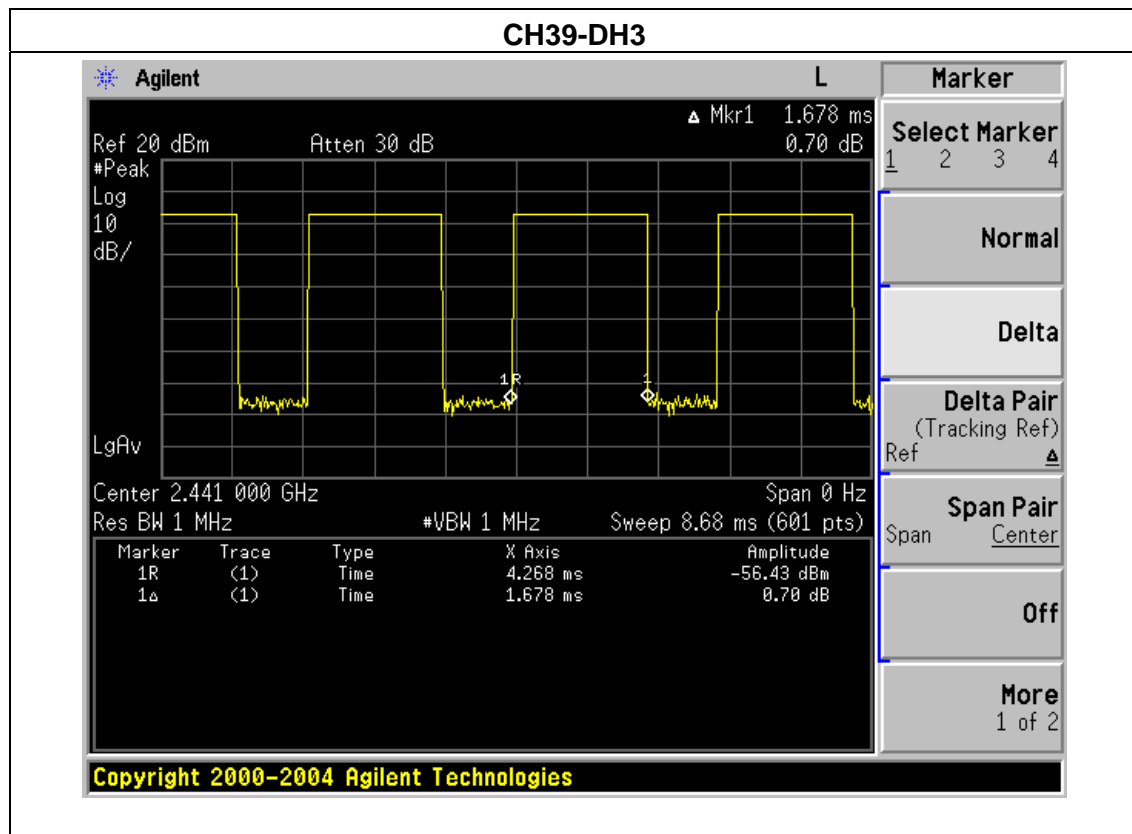 CH39-DH3
Agilent L
Marker
▵ Mkr1 1.678 ms
Ref 20 dBm Atten 30 dB 0.70 dB
#Peak
Log
10
dB/
1R 1
LgAv
Center 2.441 000 GHz Span 0 Hz
Res BW 1 MHz #VBW 1 MHz Sweep 8.68 ms (601 pts)
Marker Trace Type X Axis Amplitude
1R (1) Time 4.268 ms -56.43 dBm
1▵ (1) Time 1.678 ms 0.70 dB
Select Marker
1 2 3 4
Normal
Delta
Delta Pair
(Tracking Ref)
Ref ▵
Span Pair
Span Center
Off
More
1 of 2
Copyright 2000-2004 Agilent Technologies